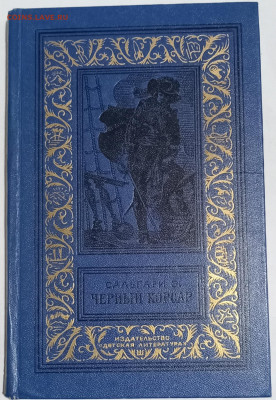 САЛЬГАРИ Э.
ЧЕРНЫЙ КОРСАР
ИЗДАТЕЛЬСТВО
«ДЕТСКАЯ ЛИТЕРАТУРА»